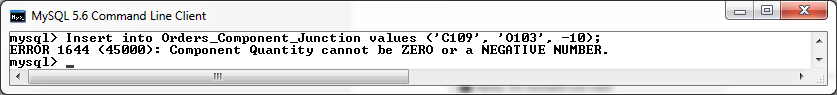 MySQL 5.6 Command Line Client
mysql> Insert into Orders_Component_Junction values ('C109', 'O103', -10);
ERROR 1644 (45000): Component Quantity cannot be ZERO or a NEGATIVE NUMBER.
mysql> _